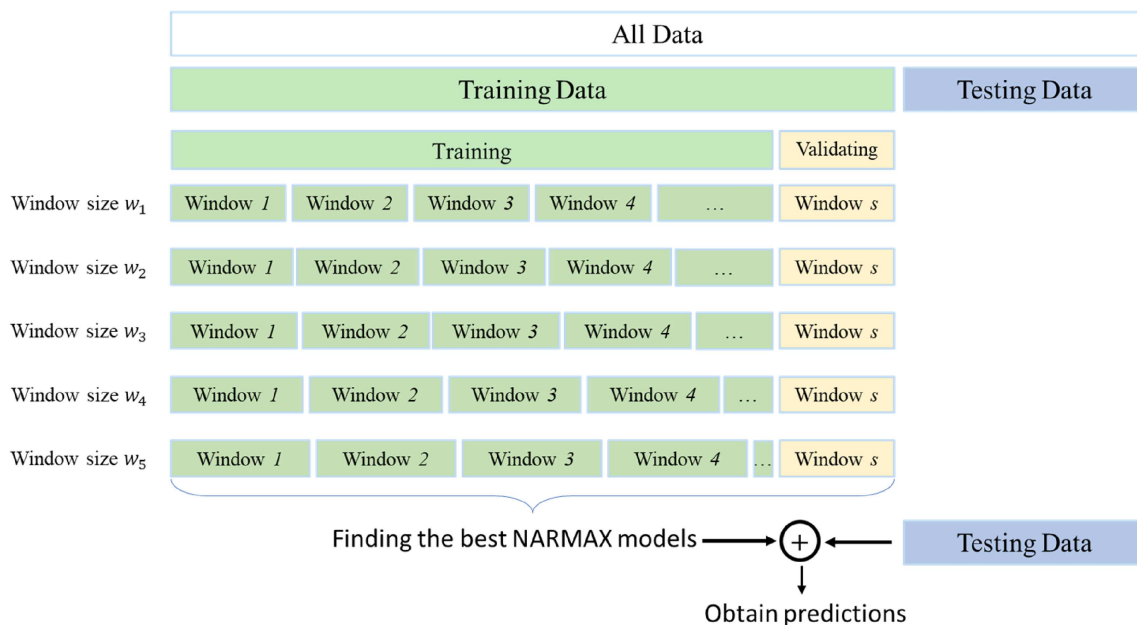 All Data
Training Data Testing Data
Training Validating
Window size w₁ Window 1 Window 2 Window 3 Window 4 ... Window s
Window size w₂ Window 1 Window 2 Window 3 Window 4 ... Window s
Window size w₃ Window 1 Window 2 Window 3 Window 4 ... Window s
Window size w₄ Window 1 Window 2 Window 3 Window 4 ... Window s
Window size w₅ Window 1 Window 2 Window 3 Window 4 ... Window s
Finding the best NARMAX models + Testing Data
Obtain predictions